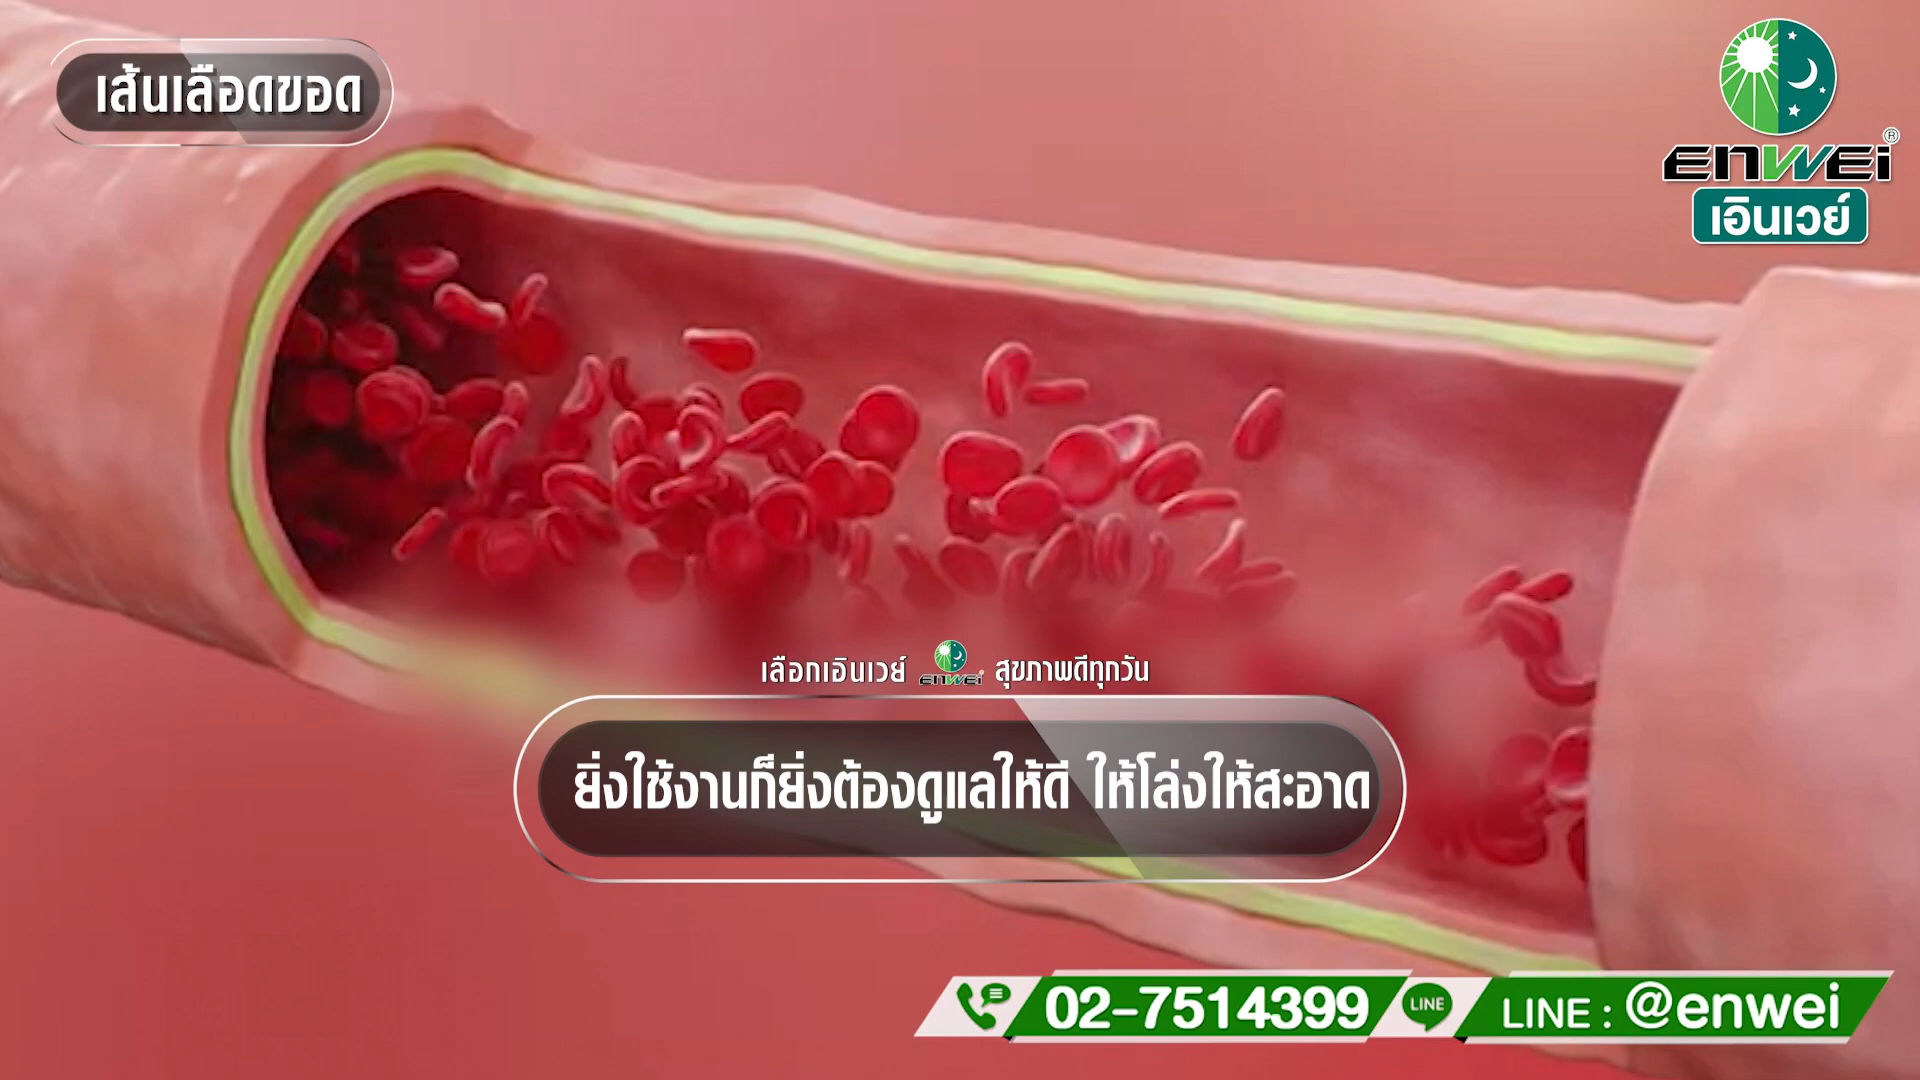 เส้นเลือดขอด
enwei®
เอินเวย์
เลือกเอินเวย์ enwei® สุขภาพดีทุกวัน
ยิ่งใช้งานก็ยิ่งต้องดูแลให้ดี ให้โล่งให้สะอาด
02-7514399 LINE LINE : @enwei